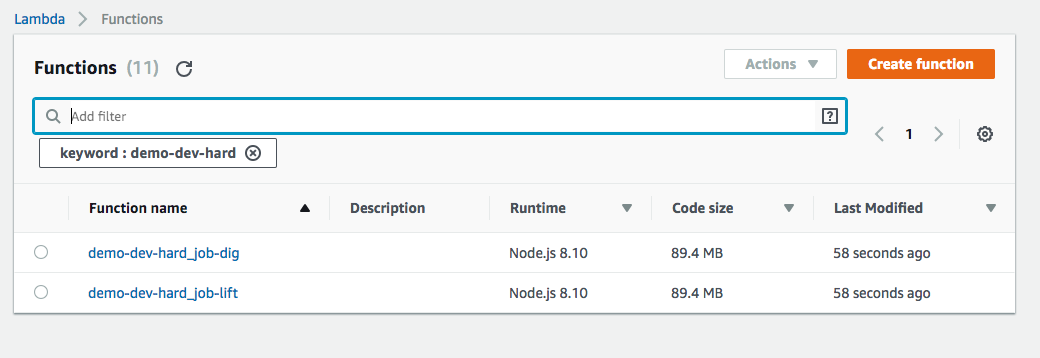 Lambda > Functions
Functions (11) Actions Create function
Add filter ?
1
keyword : demo-dev-hard
Function name Description Runtime Code size Last Modified
demo-dev-hard_job-dig Node.js 8.10 89.4 MB 58 seconds ago
demo-dev-hard_job-lift Node.js 8.10 89.4 MB 58 seconds ago